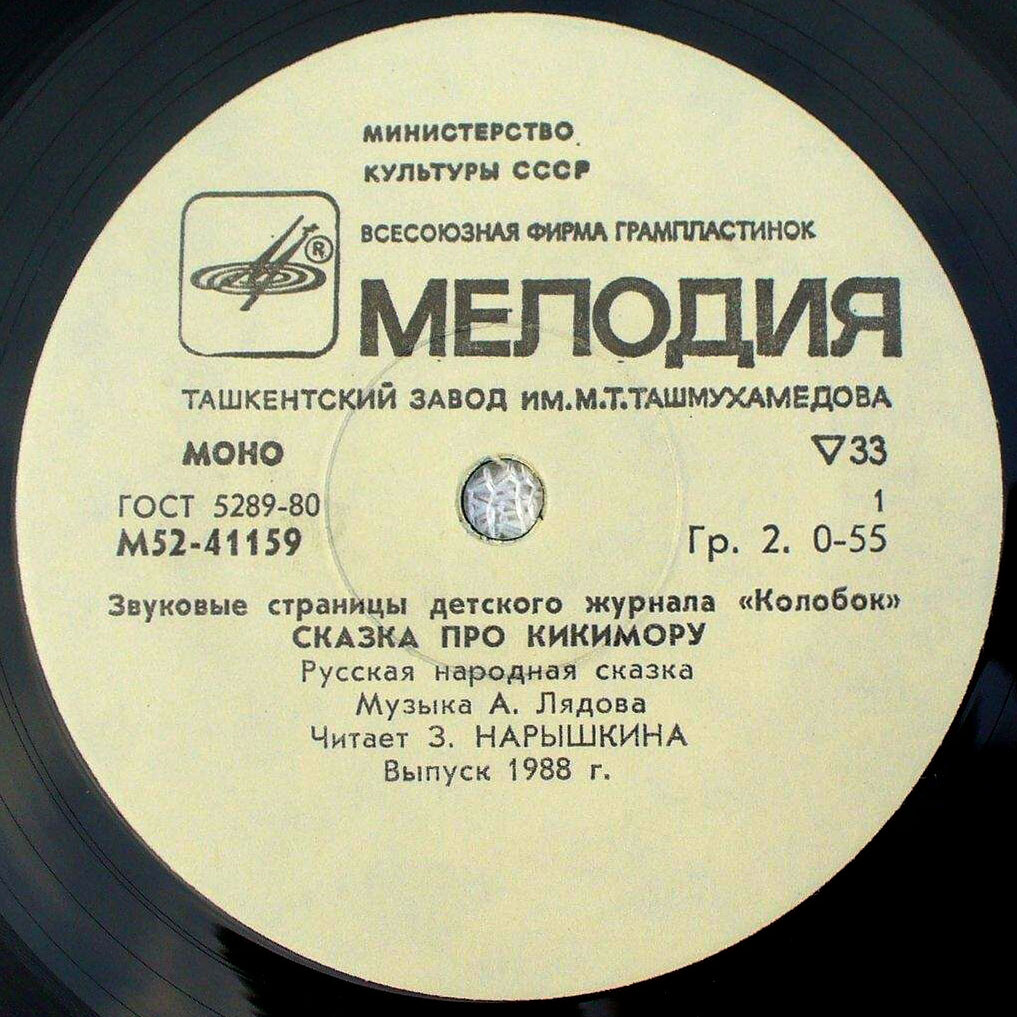 МИНИСТЕРСТВО
КУЛЬТУРЫ СССР
ВСЕСОЮЗНАЯ ФИРМА ГРАМПЛАСТИНОК
®
МЕЛОДИЯ
ТАШКЕНТСКИЙ ЗАВОД ИМ.М.Т.ТАШМУХАМЕДОВА
МОНО ▽33
ГОСТ 5289-80 1
М52-41159 Гр. 2. 0-55
Звуковые страницы детского журнала «Колобок»
СКАЗКА ПРО КИКИМОРУ
Русская народная сказка
Музыка А. Лядова
Читает З. НАРЫШКИНА
Выпуск 1988 г.